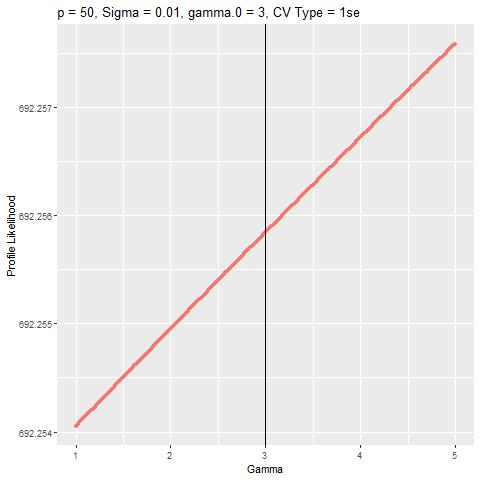 p = 50, Sigma = 0.01, gamma.0 = 3, CV Type = 1se
692.257
692.256
Profile Likelihood
692.255
692.254
1 2 3 4 5
Gamma